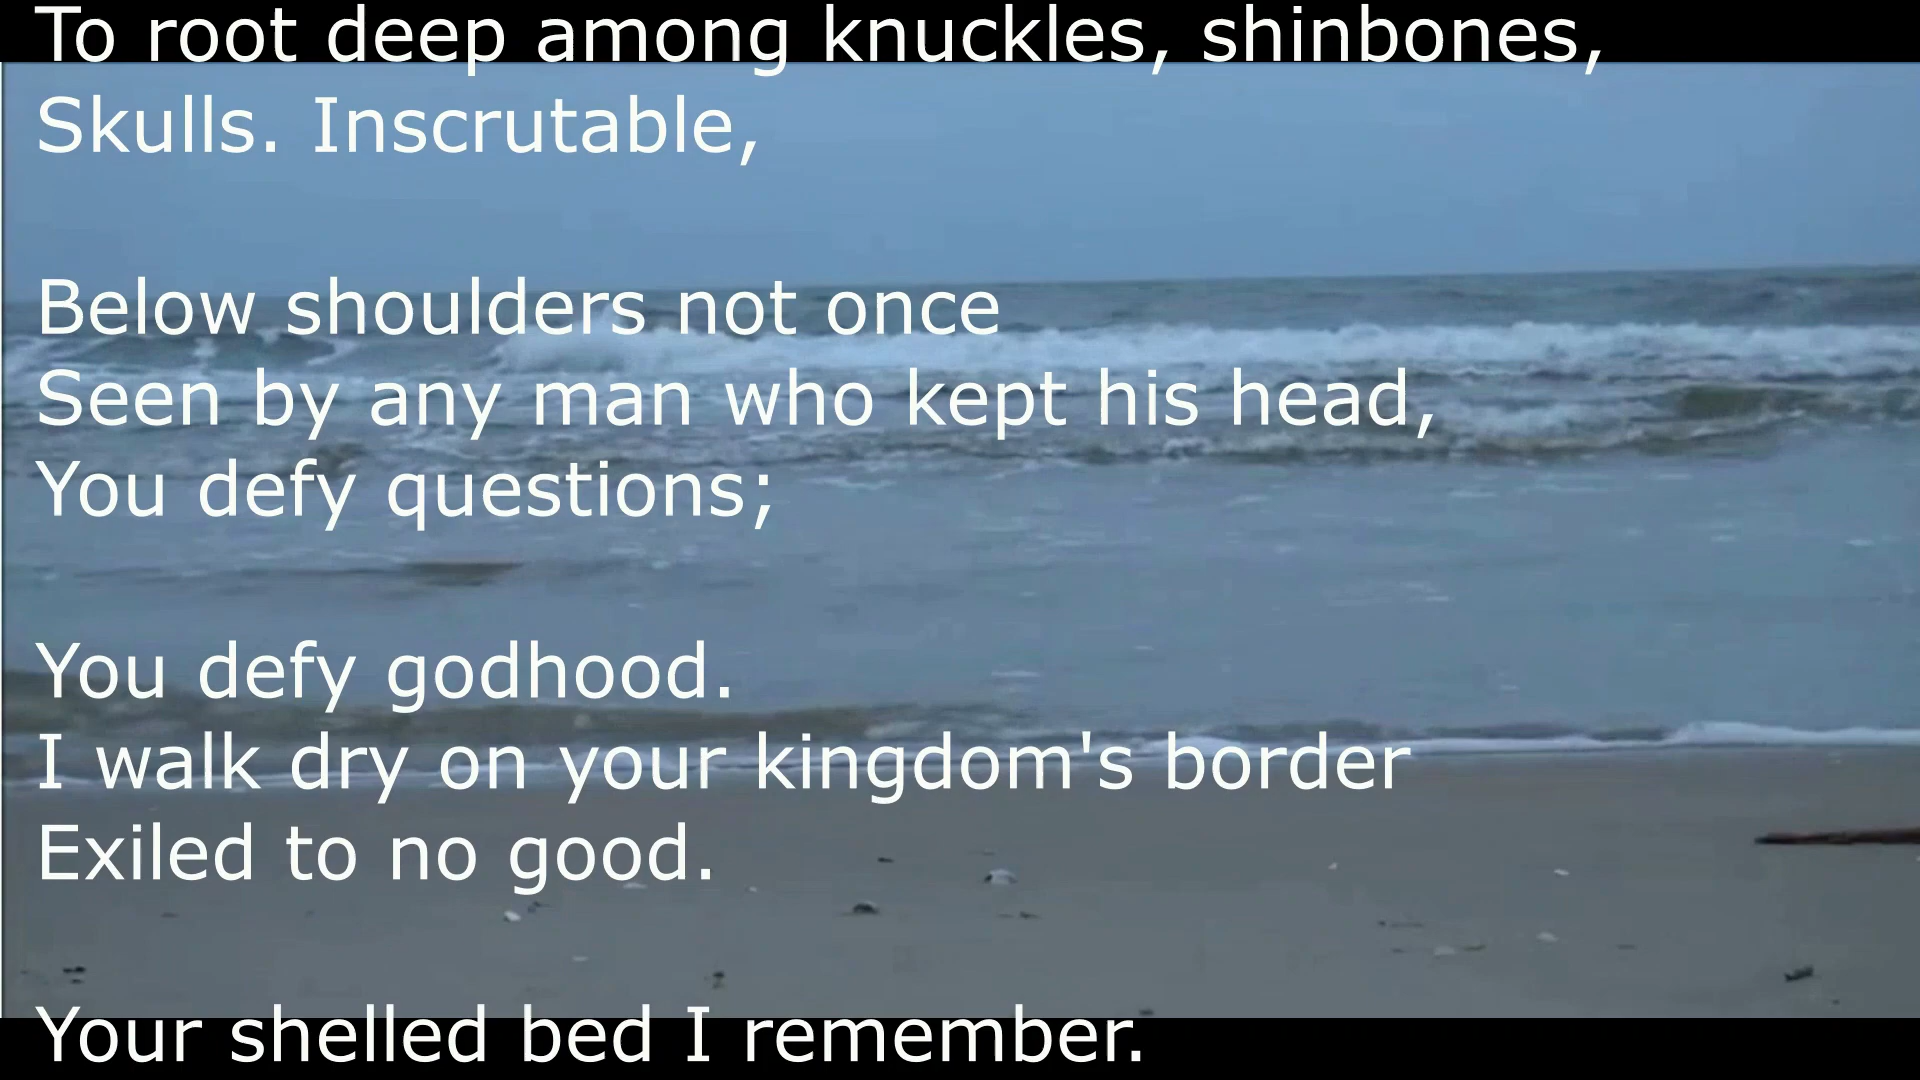 To root deep among knuckles, shinbones,
Skulls. Inscrutable,
Below shoulders not once
Seen by any man who kept his head,
You defy questions;
You defy godhood.
I walk dry on your kingdom's border
Exiled to no good.
Your shelled bed I remember.